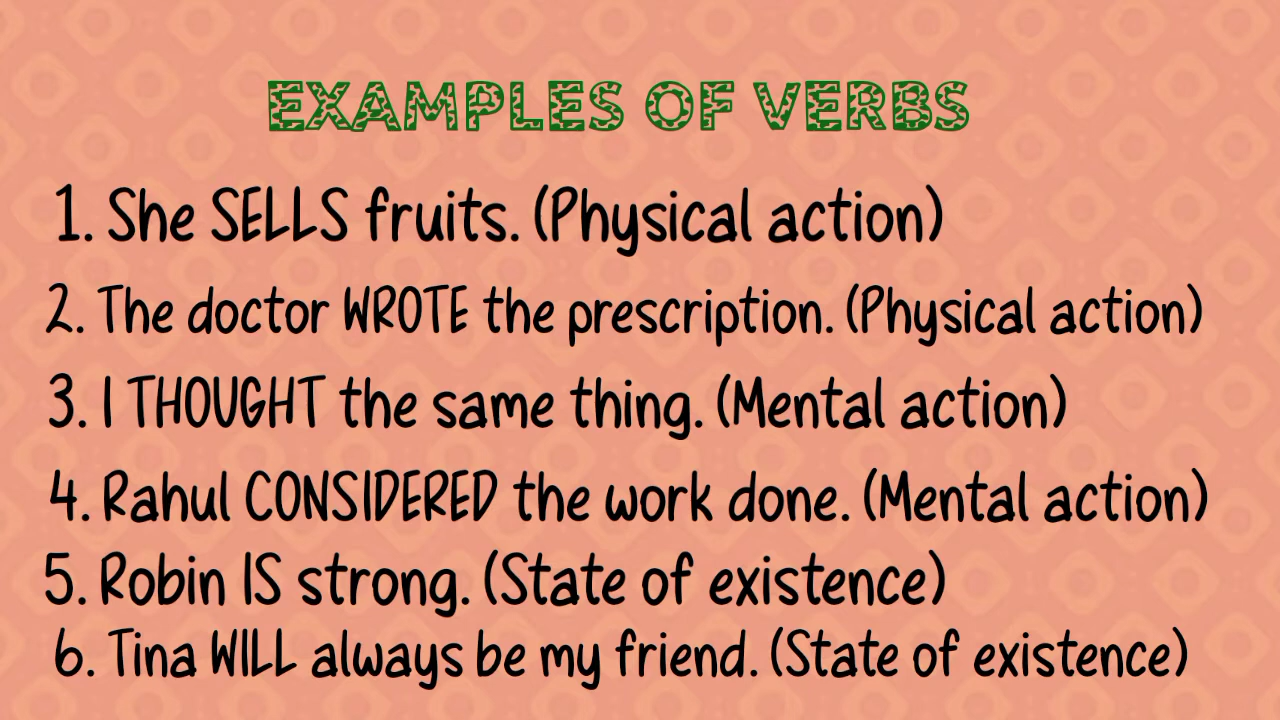 EXAMPLES OF VERBS
1. She SELLS fruits. (Physical action)
2. The doctor WROTE the prescription. (Physical action)
3. I THOUGHT the same thing. (Mental action)
4. Rahul CONSIDERED the work done. (Mental action)
5. Robin IS strong. (State of existence)
6. Tina WILL always be my friend. (State of existence)